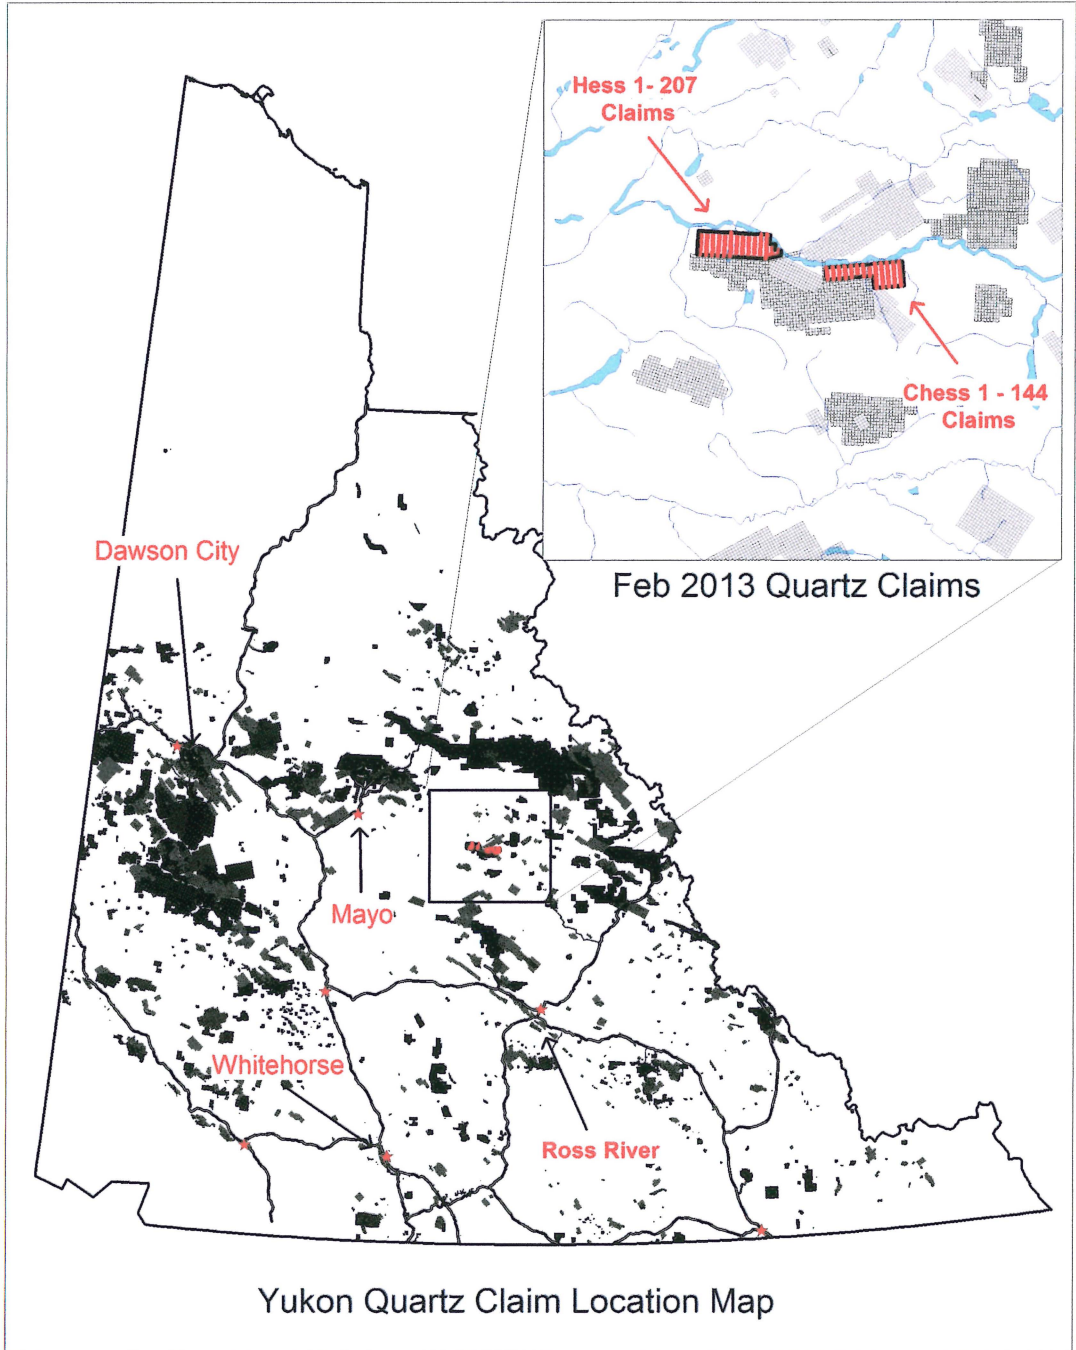 Hess 1- 207
Claims
Chess 1 - 144
Claims
Feb 2013 Quartz Claims
Dawson City
Mayo
Whitehorse
Ross River
Yukon Quartz Claim Location Map